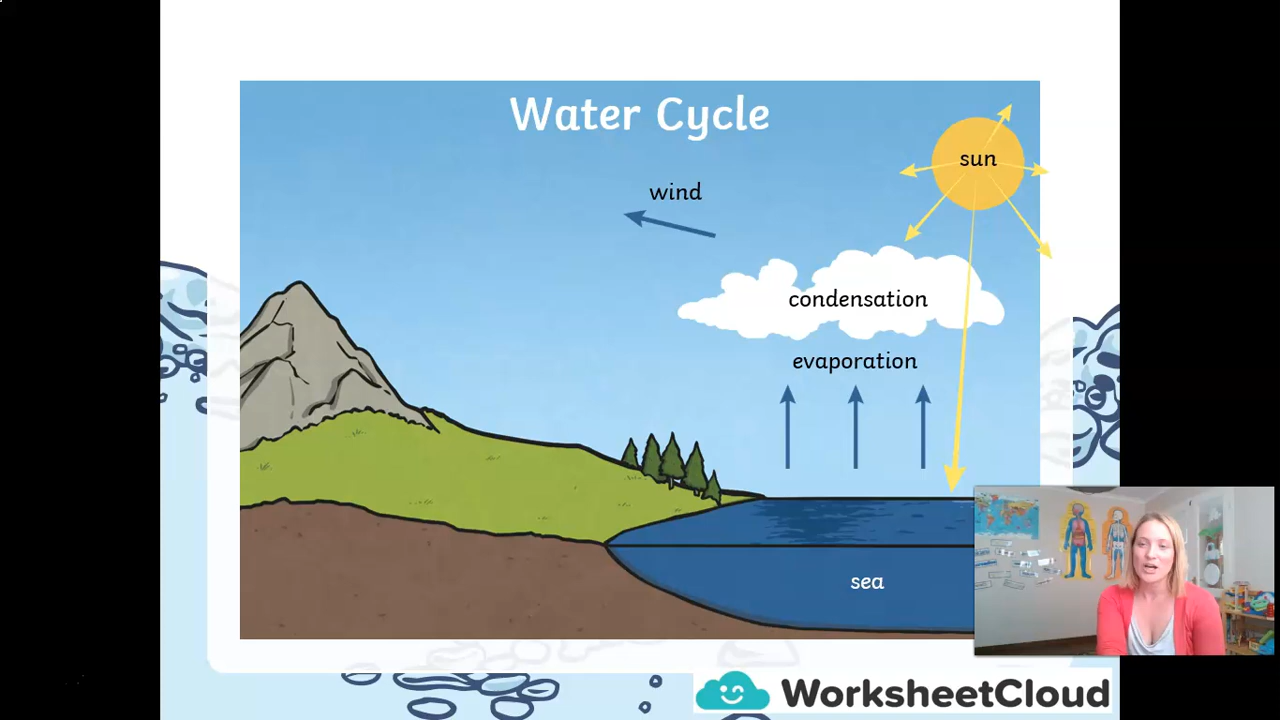 Water Cycle
sun
wind
condensation
evaporation
sea
WorksheetCloud